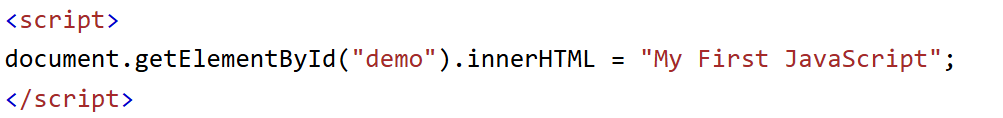 <script>
document.getElementById("demo").innerHTML = "My First JavaScript";
</script>